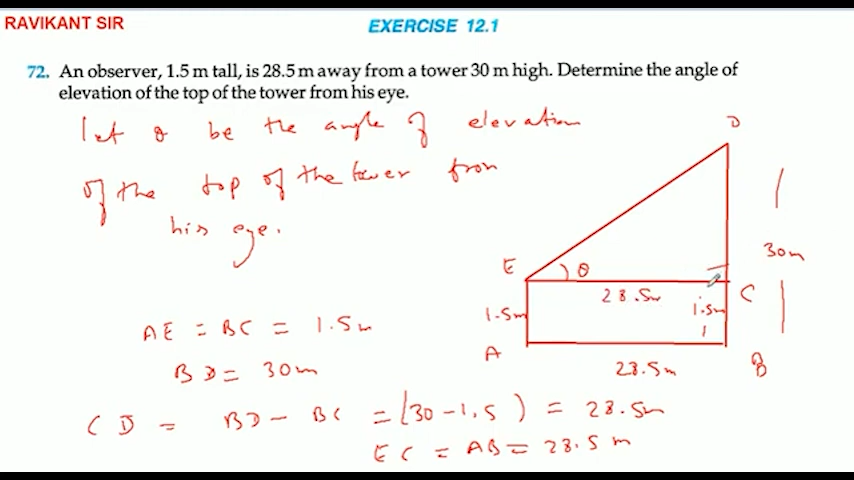 RAVIKANT SIR
EXERCISE 12.1
72. An observer, 1.5 m tall, is 28.5 m away from a tower 30 m high. Determine the angle of
elevation of the top of the tower from his eye.
let θ be the angle of elevation
of the top of the tower from
his eye.
D
30m
E
θ
28.5m
C
1.5m
1.5m
A
28.5m
B
AE = BC = 1.5m
BD = 30m
CD = BD - BC = (30-1.5) = 28.5m
EC = AB = 28.5 m